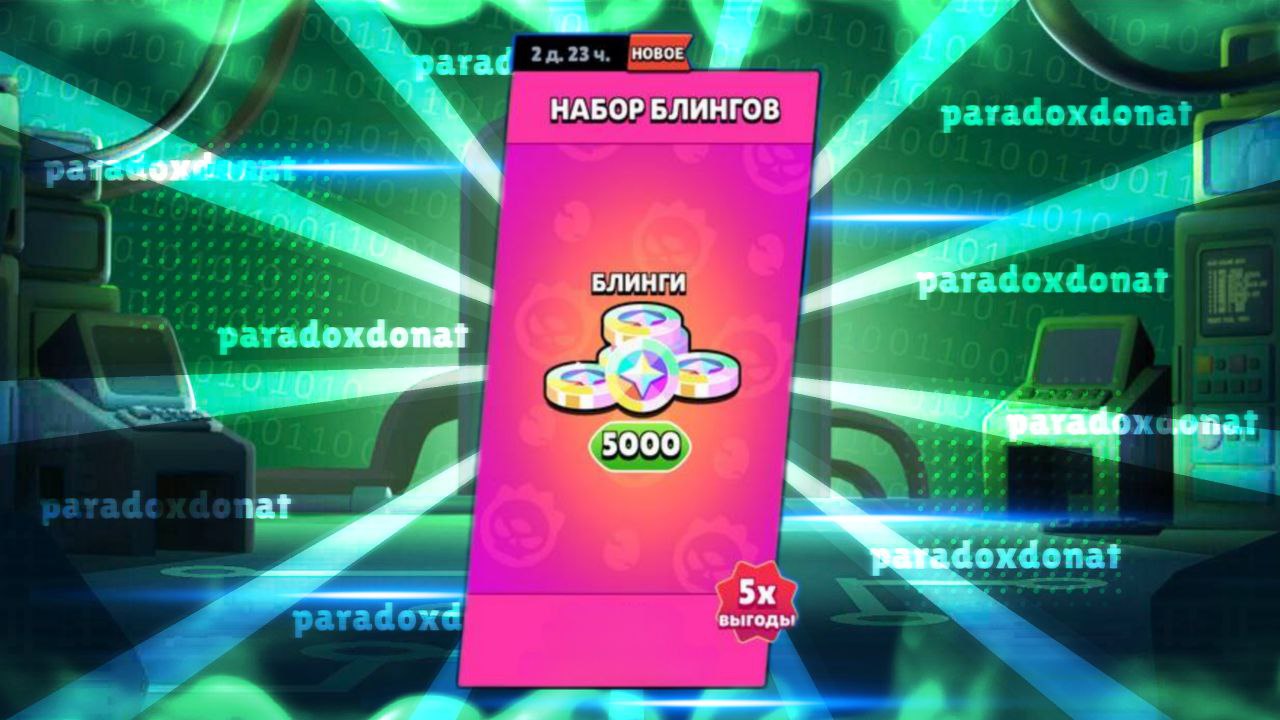 2 д. 23 ч.
НОВОЕ
НАБОР БЛИНГОВ
БЛИНГИ
5000
5x
ВЫГОДЫ
parad
paradoxdonat
paradoxdonat
paradoxdonat
paradoxdonat
paradoxdonat
paradoxdonat
paradoxdonat
paradoxd